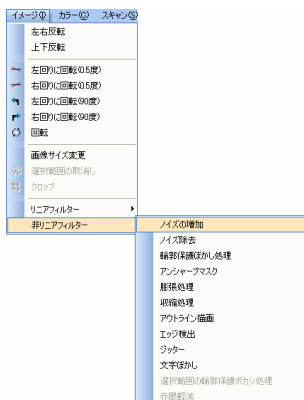 イメージ(I) カラー(C) スキャン(S)
左右反転
上下反転
左回りに回転(0.5度)
右回りに回転(0.5度)
左回りに回転(90度)
右回りに回転(90度)
回転
画像サイズ変更
選択範囲の取消し
クロップ
リニアフィルター
非リニアフィルター
ノイズの増加
ノイズ除去
輪郭保護ぼかし処理
アンシャープマスク
膨張処理
収縮処理
アウトライン描画
エッジ検出
ジッター
文字ぼかし
選択範囲の輪郭保護ボカシ処理
赤眼軽減